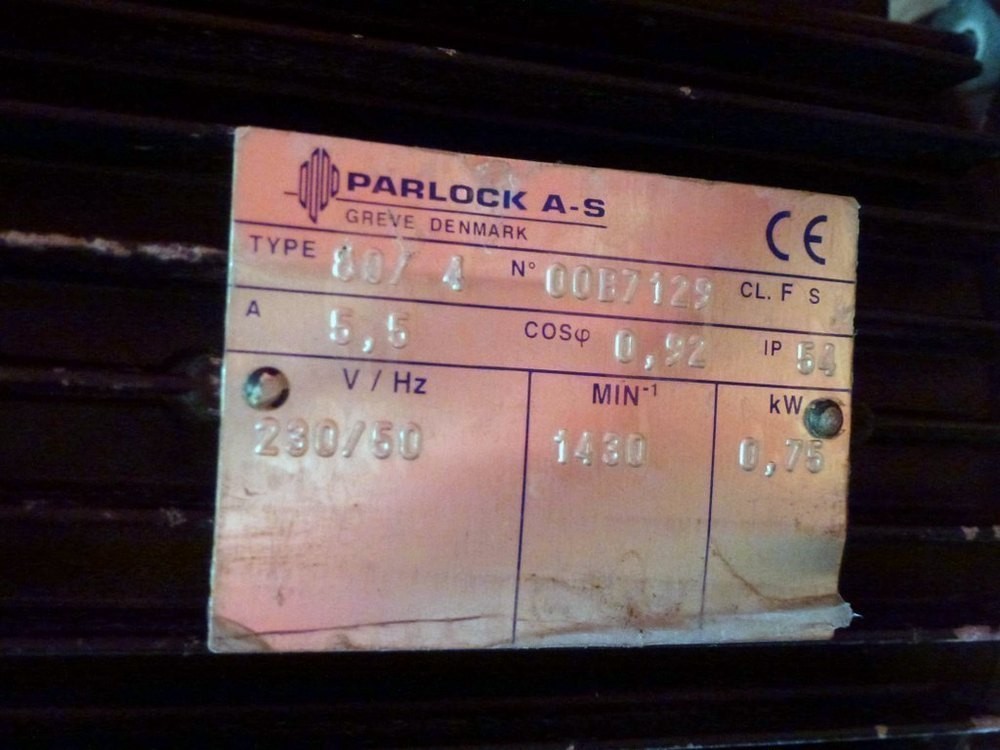 PARLOCK A-S
GREVE DENMARK
CE
TYPE 80/ 4 N° 00B7129 CL. F S
A 5,5 COSφ 0,92 IP 54
V / Hz MIN⁻¹ kW
230/50 1430 0,75